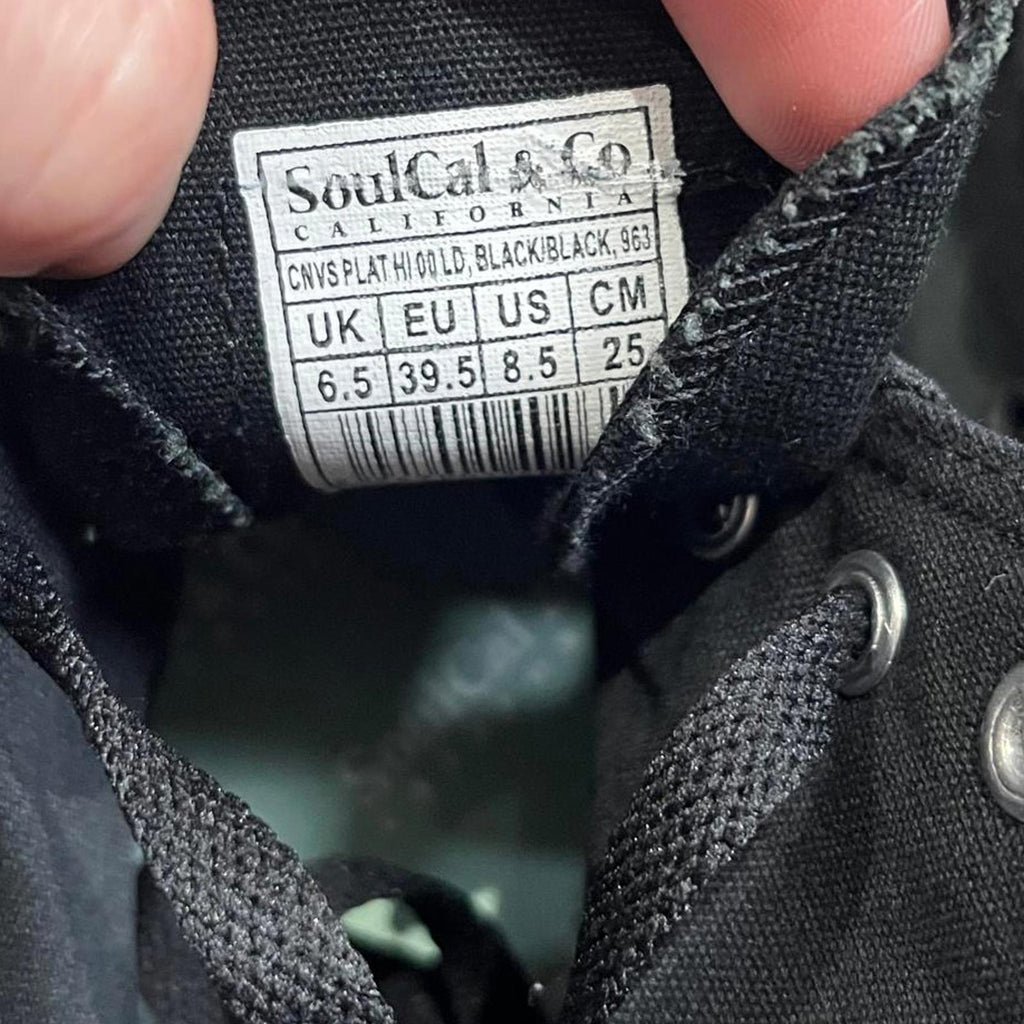 SoulCal & Co
CALIFORNIA
CNVS PLAT HI 00 LD, BLACK/BLACK, 963
UK EU US CM
6.5 39.5 8.5 25